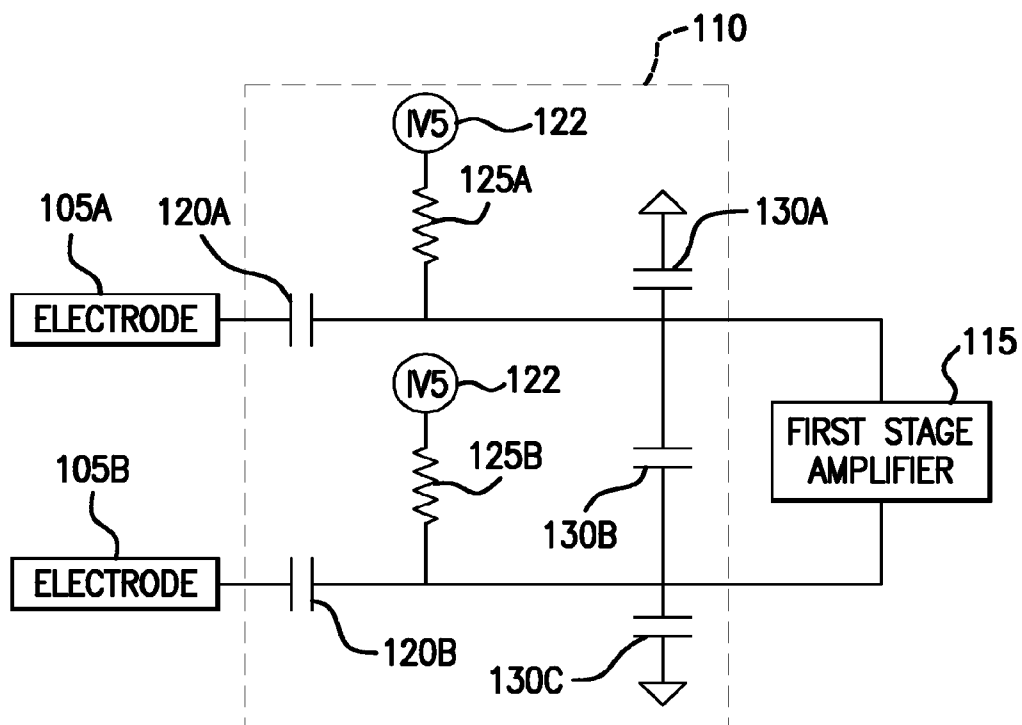 110
IV5
122
125A
105A
120A
130A
ELECTRODE
115
IV5
122
FIRST STAGE
AMPLIFIER
125B
105B
130B
ELECTRODE
120B
130C